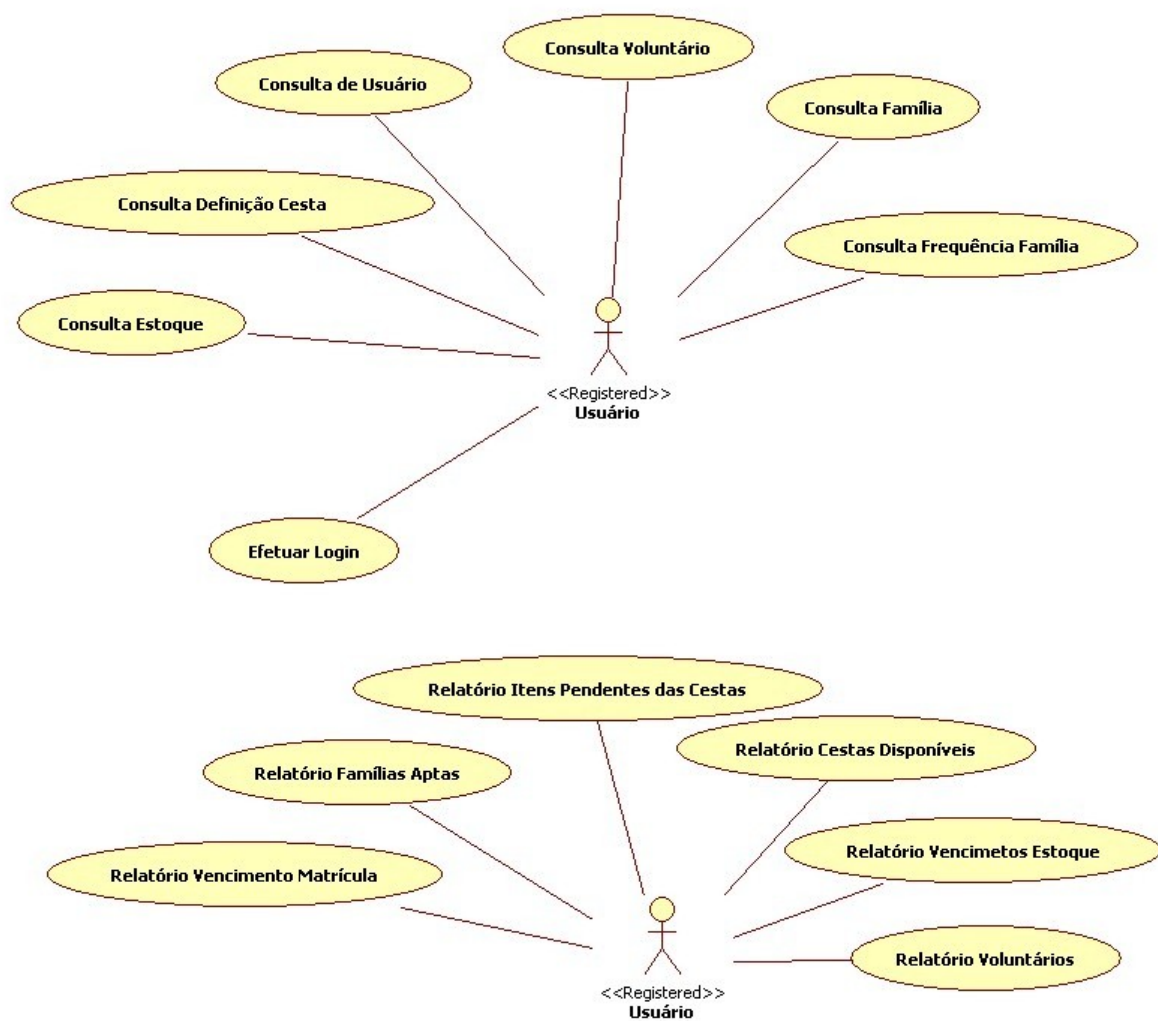 Consulta Voluntário
Consulta de Usuário
Consulta Família
Consulta Definição Cesta
Consulta Frequência Família
Consulta Estoque
<<Registered>>
Usuário
Efetuar Login
Relatório Itens Pendentes das Cestas
Relatório Cestas Disponíveis
Relatório Famílias Aptas
Relatório Vencimetos Estoque
Relatório Vencimento Matrícula
Relatório Voluntários
<<Registered>>
Usuário